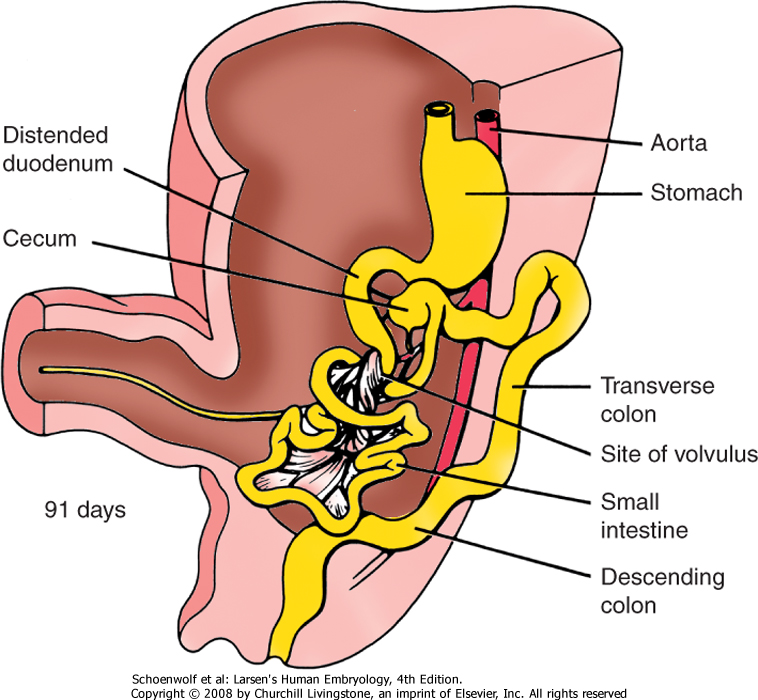 Distended
duodenum
Cecum
Aorta
Stomach
Transverse
colon
Site of volvulus
Small
intestine
Descending
colon
91 days
Schoenwolf et al: Larsen's Human Embryology, 4th Edition.
Copyright © 2008 by Churchill Livingstone, an imprint of Elsevier, Inc. All rights reserved